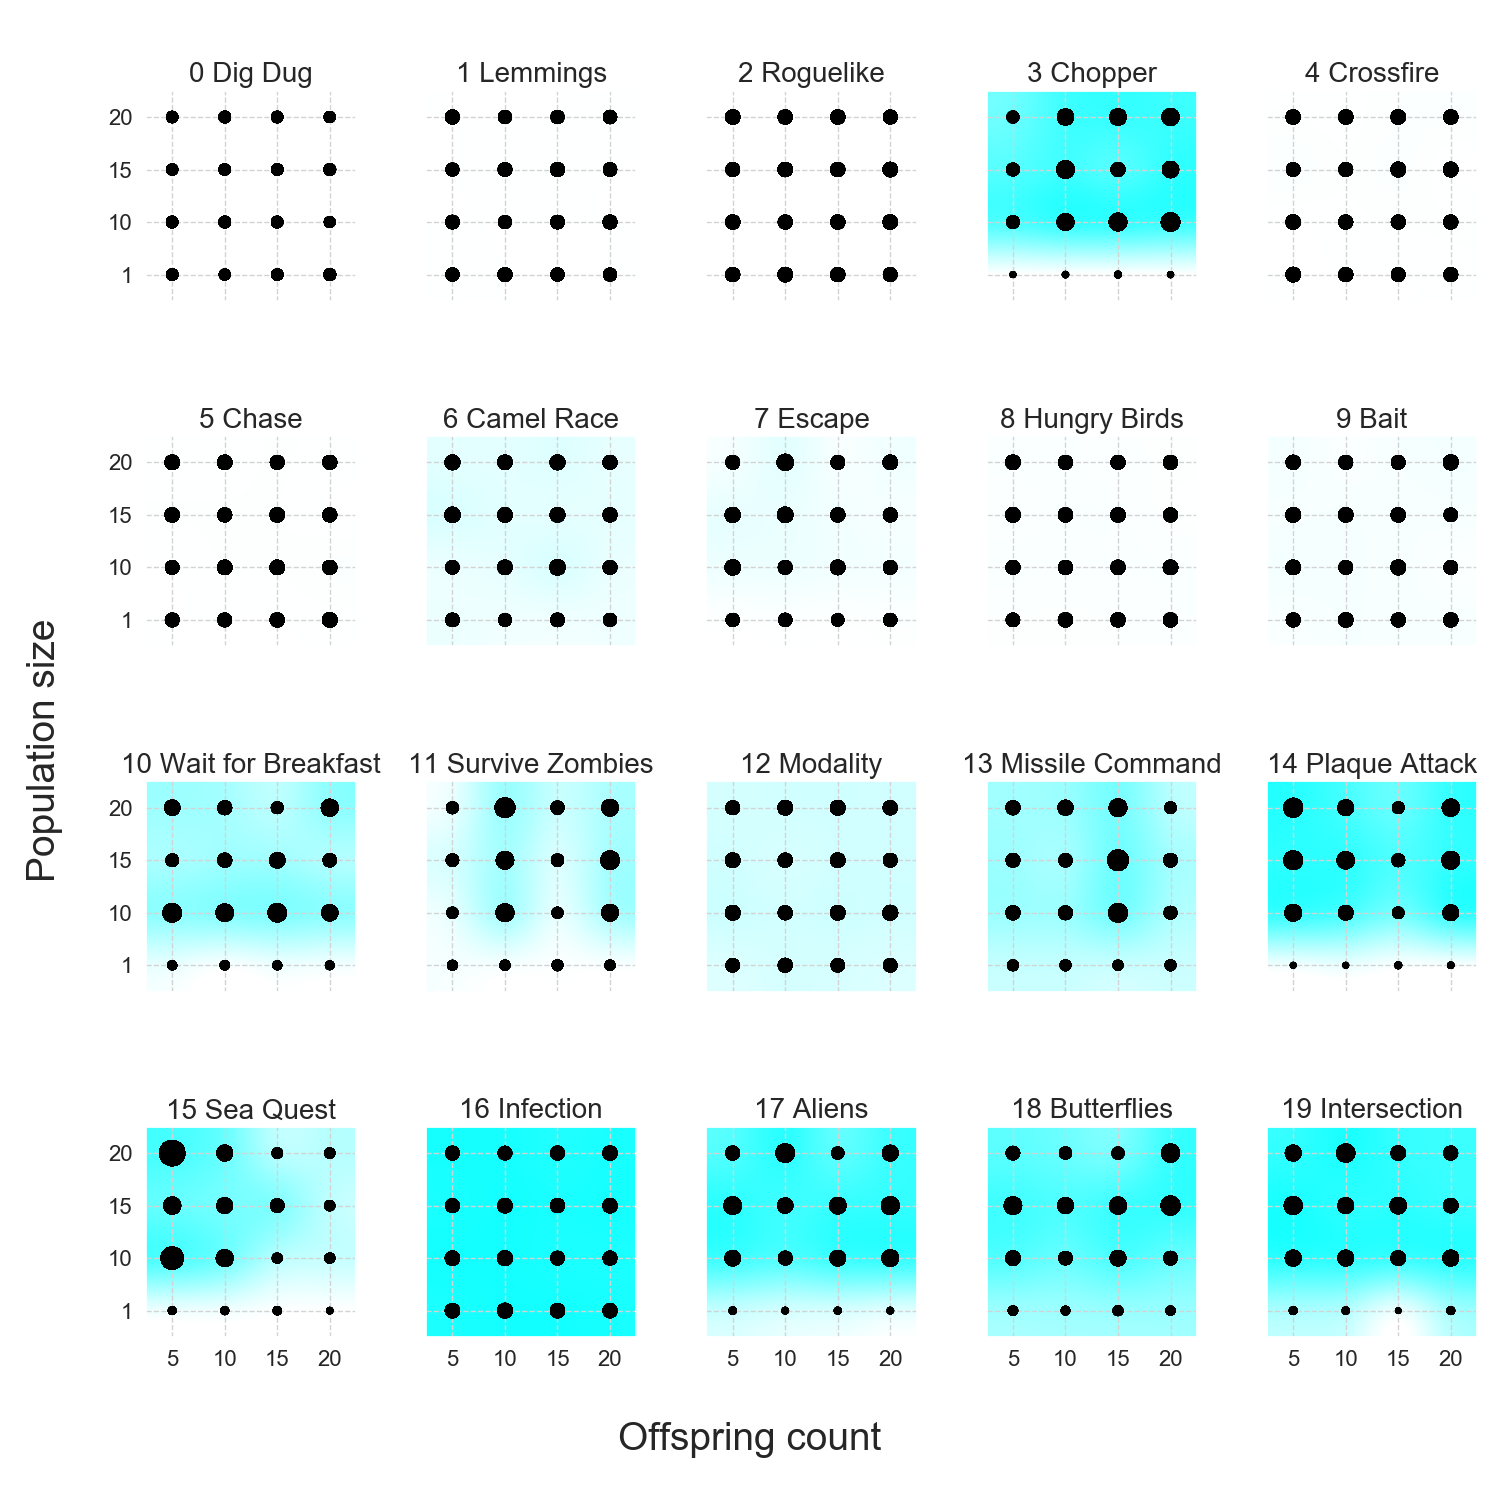 0 Dig Dug
1 Lemmings
2 Roguelike
3 Chopper
4 Crossfire
20
15
10
1
5 Chase
6 Camel Race
7 Escape
8 Hungry Birds
9 Bait
20
15
10
1
Population size
10 Wait for Breakfast
11 Survive Zombies
12 Modality
13 Missile Command
14 Plaque Attack
20
15
10
1
15 Sea Quest
16 Infection
17 Aliens
18 Butterflies
19 Intersection
20
15
10
1
5 10 15 20
5 10 15 20
5 10 15 20
5 10 15 20
5 10 15 20
Offspring count